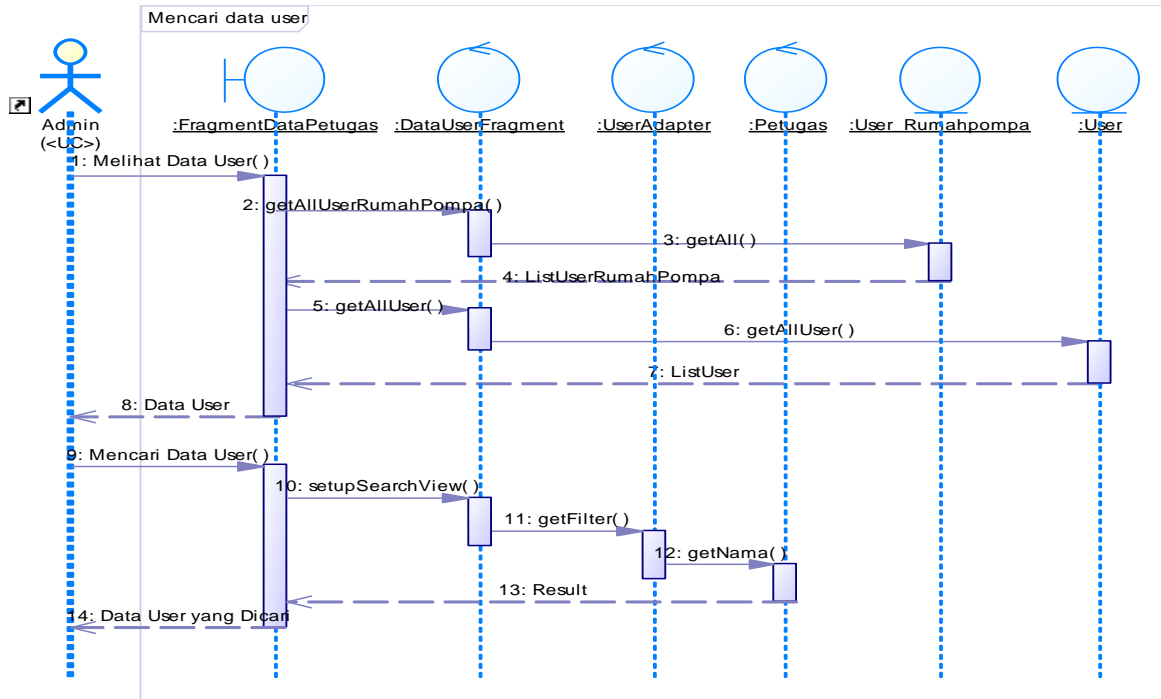 Mencari data user
Admin
(<UC>)
:FragmentDataPetugas
:DataUserFragment
:UserAdapter
:Petugas
:User_Rumahpompa
:User
1: Melihat Data User( )
2: getAllUserRumahPompa( )
3: getAll( )
4: ListUserRumahPompa
5: getAllUser( )
6: getAllUser( )
7: ListUser
8: Data User
9: Mencari Data User( )
10: setupSearchView( )
11: getFilter( )
12: getNama( )
13: Result
14: Data User yang Dicari